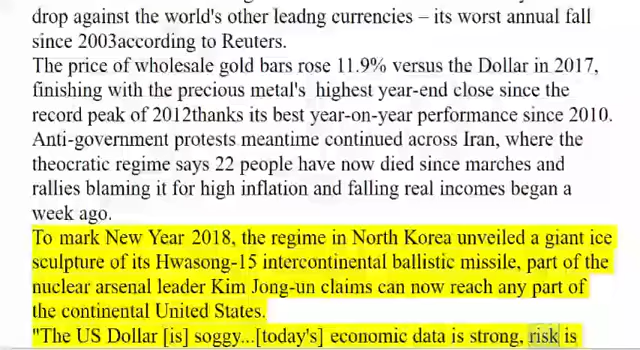 drop against the world's other leadng currencies – its worst annual fall
since 2003according to Reuters.
The price of wholesale gold bars rose 11.9% versus the Dollar in 2017,
finishing with the precious metal's  highest year-end close since the
record peak of 2012thanks its best year-on-year performance since 2010.
Anti-government protests meantime continued across Iran, where the
theocratic regime says 22 people have now died since marches and
rallies blaming it for high inflation and falling real incomes began a
week ago.
To mark New Year 2018, the regime in North Korea unveiled a giant ice
sculpture of its Hwasong-15 intercontinental ballistic missile, part of the
nuclear arsenal leader Kim Jong-un claims can now reach any part of
the continental United States.
"The US Dollar [is] soggy...[today's] economic data is strong, risk is